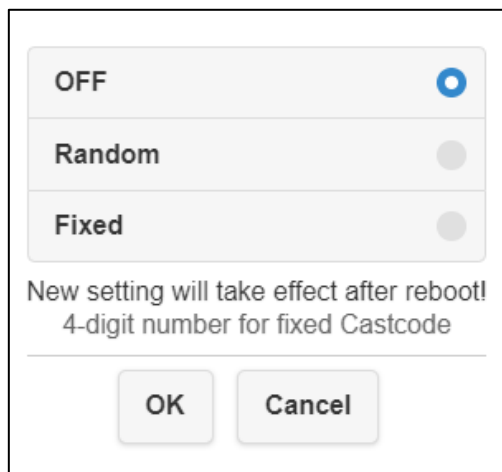 OFF
Random
Fixed
New setting will take effect after reboot!
4-digit number for fixed Castcode
OK
Cancel